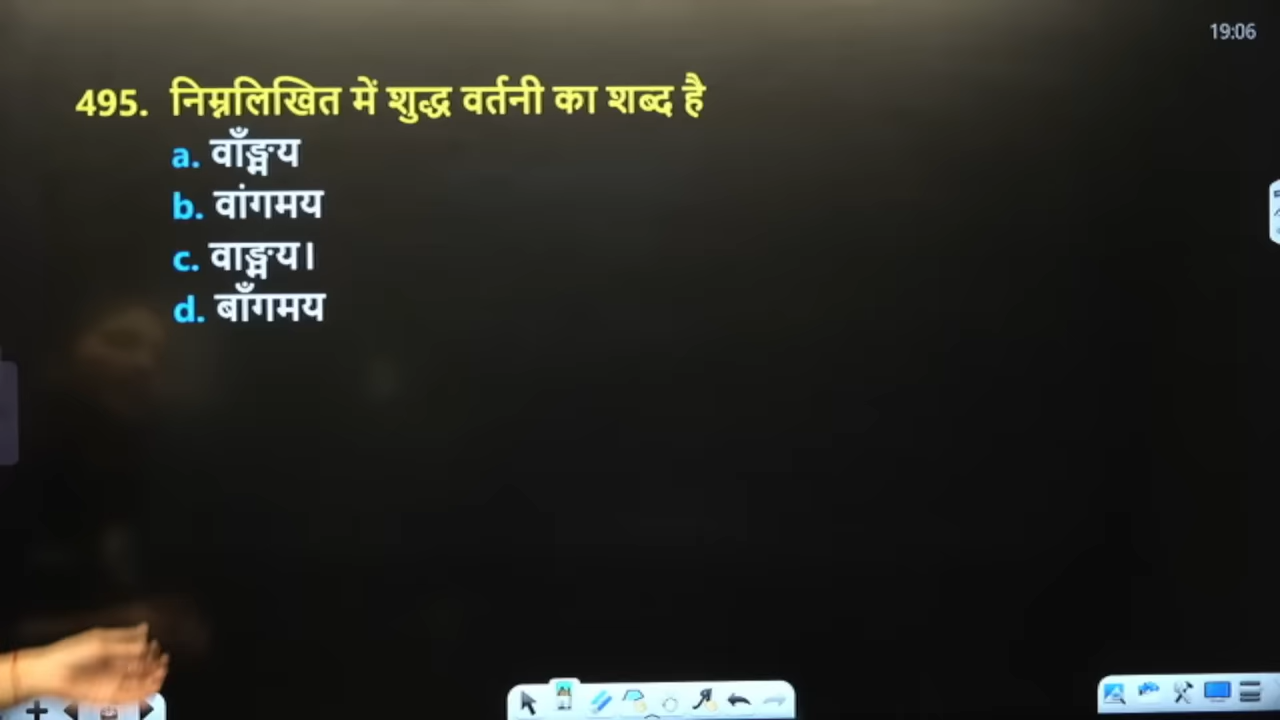 19:06
495. निम्नलिखित में शुद्ध वर्तनी का शब्द है
a. वाँङ्मय
b. वांगमय
c. वाङ्मय।
d. बाँगमय